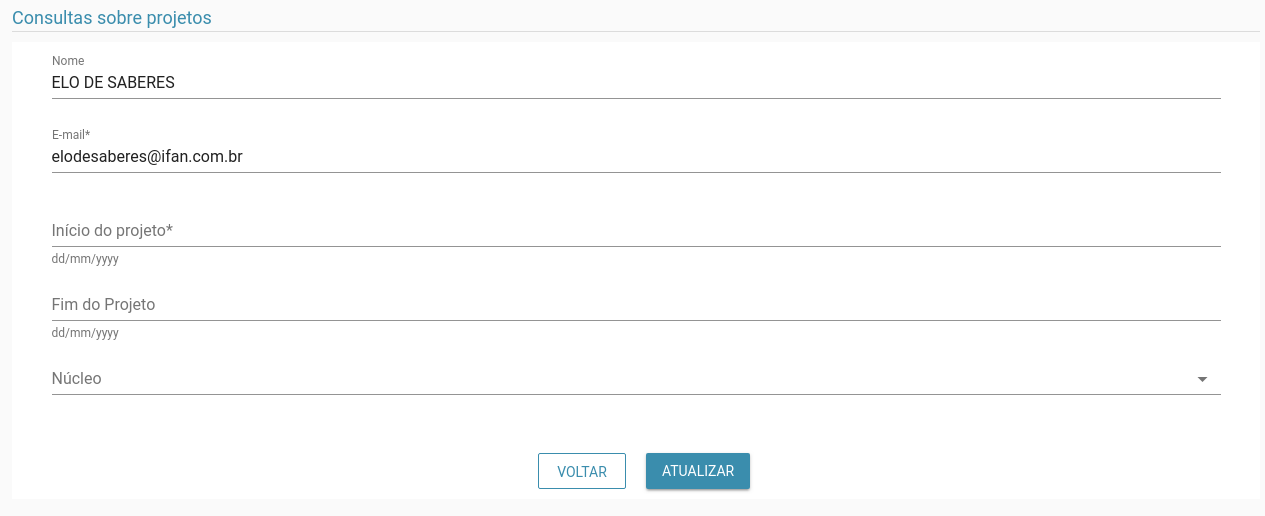 Consultas sobre projetos
Nome
ELO DE SABERES
E-mail*
elodesaberes@ifan.com.br
Início do projeto*
dd/mm/yyyy
Fim do Projeto
dd/mm/yyyy
Núcleo
VOLTAR ATUALIZAR